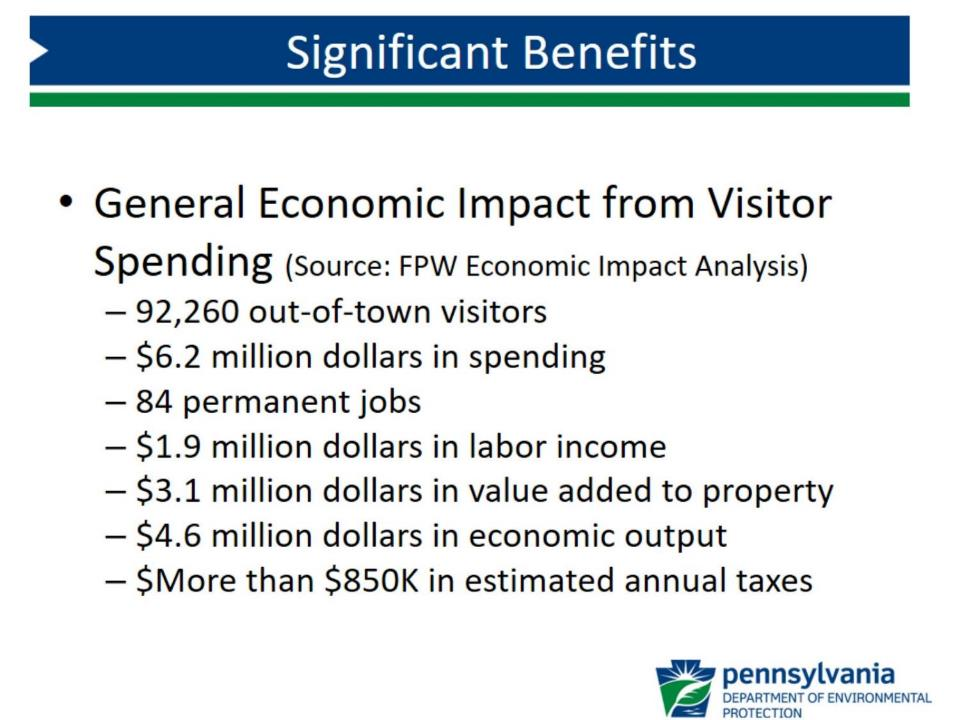 Significant Benefits
• General Economic Impact from Visitor
Spending (Source: FPW Economic Impact Analysis)
– 92,260 out-of-town visitors
– $6.2 million dollars in spending
– 84 permanent jobs
– $1.9 million dollars in labor income
– $3.1 million dollars in value added to property
– $4.6 million dollars in economic output
– $More than $850K in estimated annual taxes
pennsylvania
DEPARTMENT OF ENVIRONMENTAL
PROTECTION